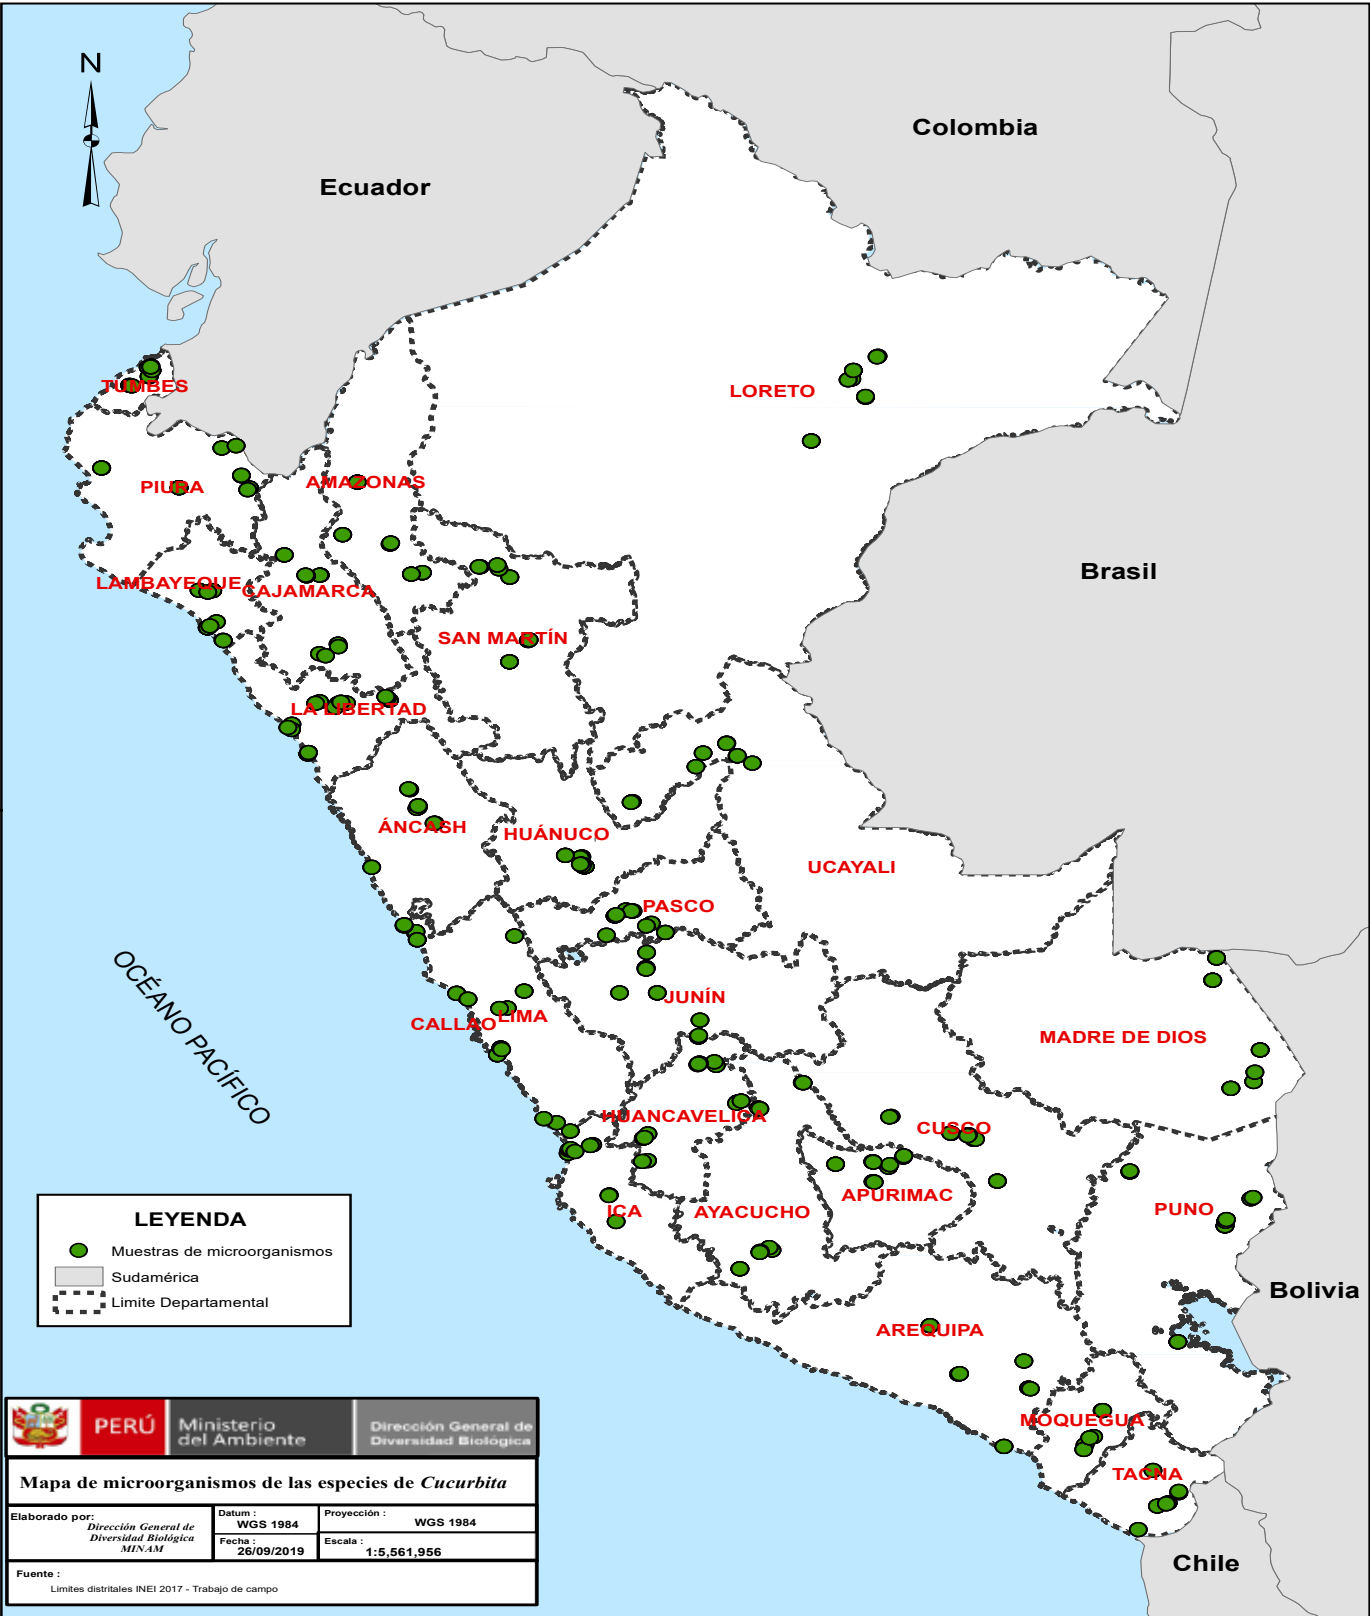 N
Colombia
Ecuador
TUMBES
LORETO
PIURA
AMAZONAS
Brasil
LAMBAYEQUE
CAJAMARCA
SAN MARTÍN
LA LIBERTAD
ÁNCASH
HUÁNUCO
UCAYALI
PASCO
OCÉANO PACÍFICO
JUNÍN
LIMA
CALLAO
MADRE DE DIOS
HUANCAVELICA
CUSCO
APURIMAC
ICA
AYACUCHO
PUNO
LEYENDA
Muestras de microorganismos
Sudamérica
Limite Departamental
Bolivia
AREQUIPA
MOQUEGUA
TACNA
Chile
PERÚ
Ministerio
del Ambiente
Dirección General de
Diversidad Biológica
Mapa de microorganismos de las especies de Cucurbita
Elaborado por:
Dirección General de
Diversidad Biológica
MINAM
Datum :
WGS 1984
Proyección :
WGS 1984
Fecha :
26/09/2019
Escala :
1:5,561,956
Fuente :
Limites distritales INEI 2017 - Trabajo de campo